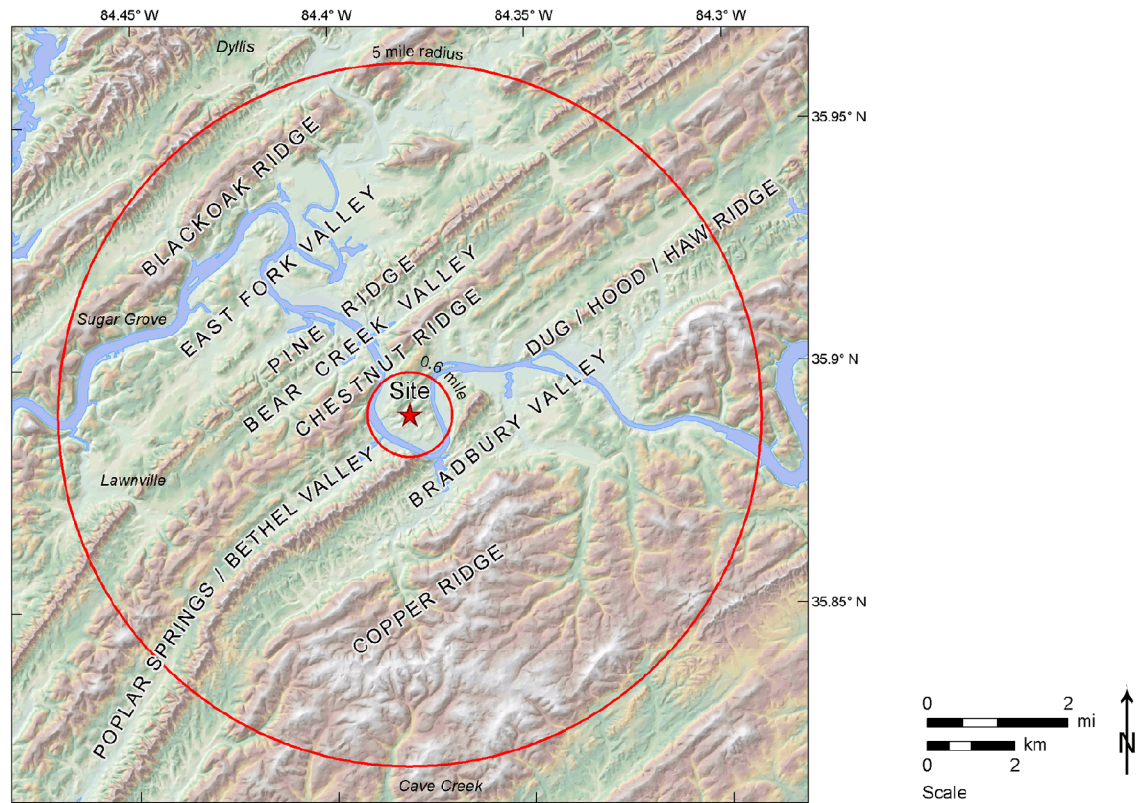 84.45° W
84.4° W
84.35° W
84.3° W
Dyllis
5 mile radius
35.95° N
BLACKOAK RIDGE
EAST FORK VALLEY
DUG / HOOD / HAW RIDGE
PINE RIDGE
BEAR CREEK VALLEY
CHESTNUT RIDGE
Sugar Grove
35.9° N
0.6 mile
Site
BRADBURY VALLEY
Lawnville
POPLAR SPRINGS / BETHEL VALLEY
COPPER RIDGE
35.85° N
Cave Creek
0 2
mi
km
0 2
Scale
N